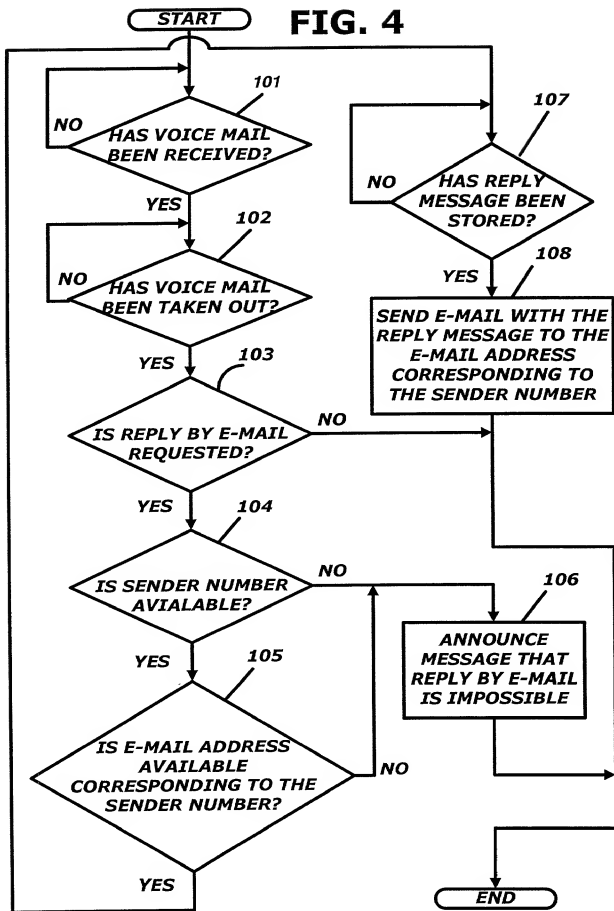 START
FIG. 4
101
NO
HAS VOICE MAIL
BEEN RECEIVED?
YES
102
NO
HAS VOICE MAIL
BEEN TAKEN OUT?
YES
103
IS REPLY BY E-MAIL
REQUESTED?
NO
YES
104
IS SENDER NUMBER
AVIALABLE?
NO
YES
105
IS E-MAIL ADDRESS
AVAILABLE
CORRESPONDING TO THE
SENDER NUMBER?
NO
YES
107
NO
HAS REPLY
MESSAGE BEEN
STORED?
YES
108
SEND E-MAIL WITH THE
REPLY MESSAGE TO THE
E-MAIL ADDRESS
CORRESPONDING TO
THE SENDER NUMBER
106
ANNOUNCE
MESSAGE THAT
REPLY BY E-MAIL
IS IMPOSSIBLE
END